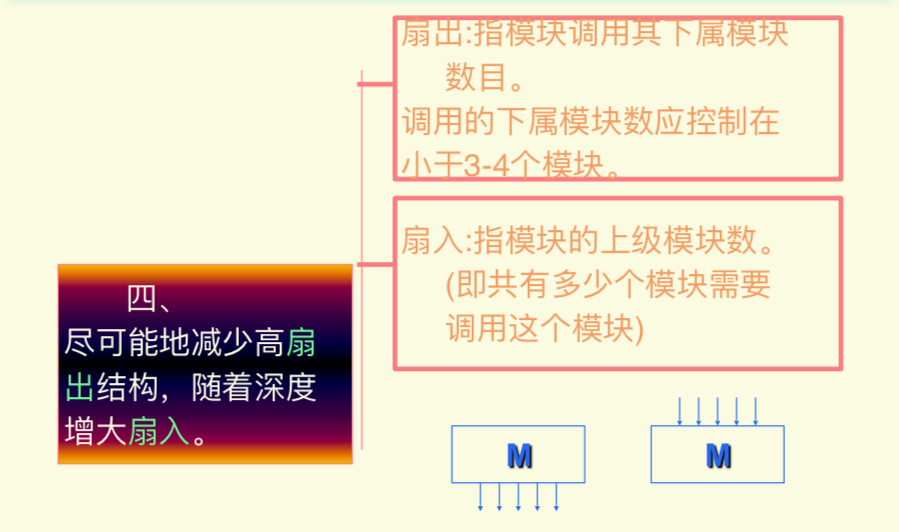 扇出:指模块调用其下属模块
数目。
调用的下属模块数应控制在
小于3-4个模块。
扇入:指模块的上级模块数。
(即共有多少个模块需要
调用这个模块)
四、
尽可能地减少高扇
出结构，随着深度
增大扇入。
M
M